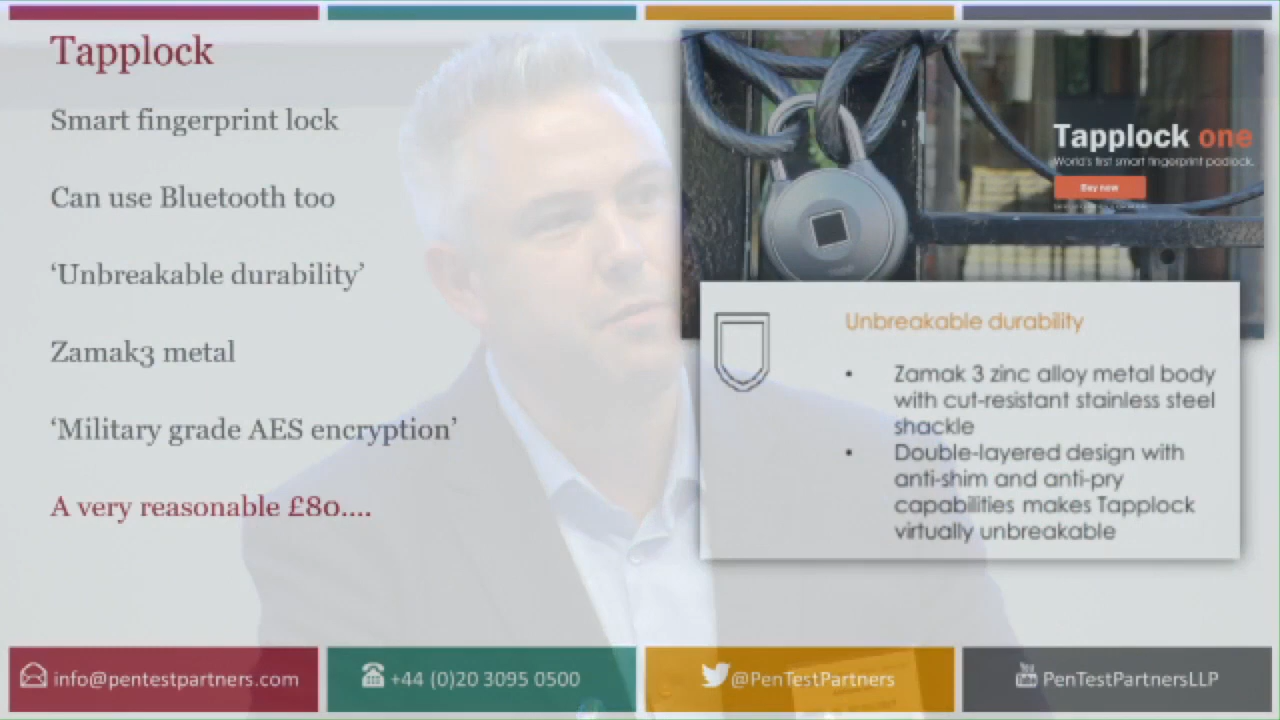 Tapplock
Smart fingerprint lock
Can use Bluetooth too
‘Unbreakable durability’
Zamak3 metal
‘Military grade AES encryption’
A very reasonable £80....
Tapplock one
World's first smart fingerprint padlock.
Buy now
Unbreakable durability
• Zamak 3 zinc alloy metal body
with cut-resistant stainless steel
shackle
• Double-layered design with
anti-shim and anti-pry
capabilities makes Tapplock
virtually unbreakable
info@pentestpartners.com
+44 (0)20 3095 0500
@PenTestPartners
You Tube
PenTestPartnersLLP